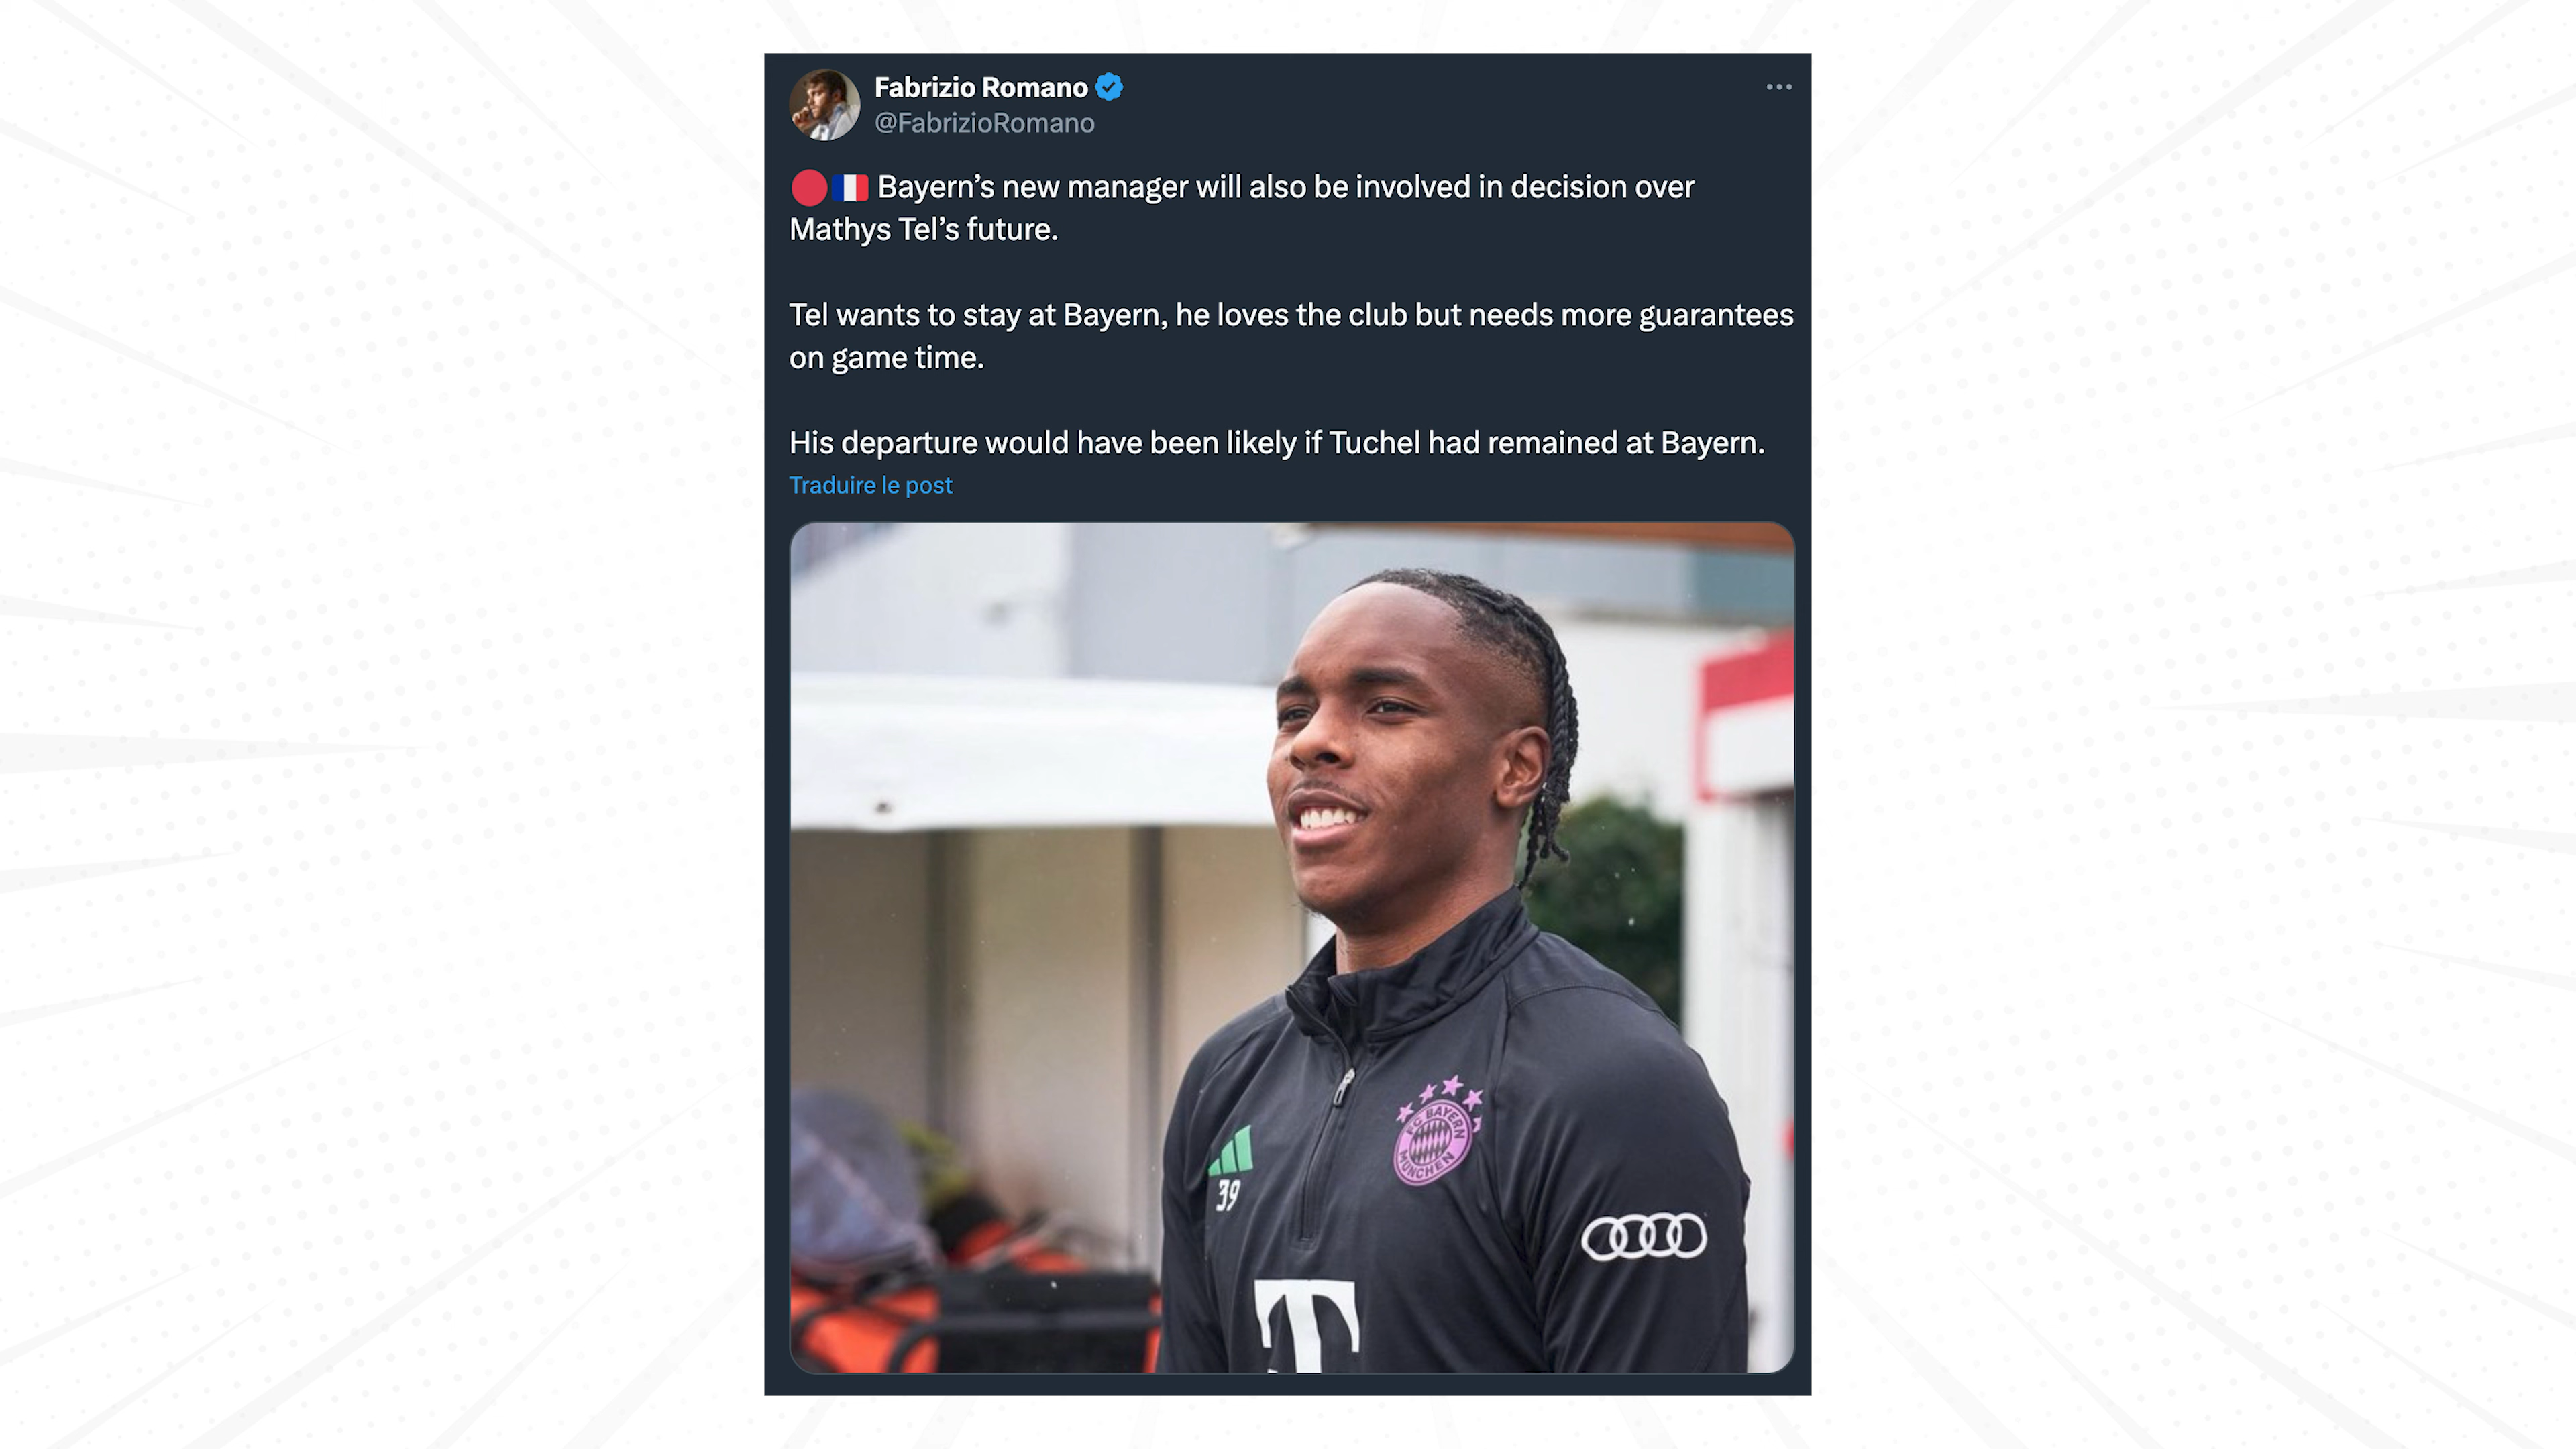 Fabrizio Romano
@FabrizioRomano
🔴🇫🇷 Bayern’s new manager will also be involved in decision over
Mathys Tel’s future.
Tel wants to stay at Bayern, he loves the club but needs more guarantees
on game time.
His departure would have been likely if Tuchel had remained at Bayern.
Traduire le post
FC BAYERN
MÜNCHEN
39
T